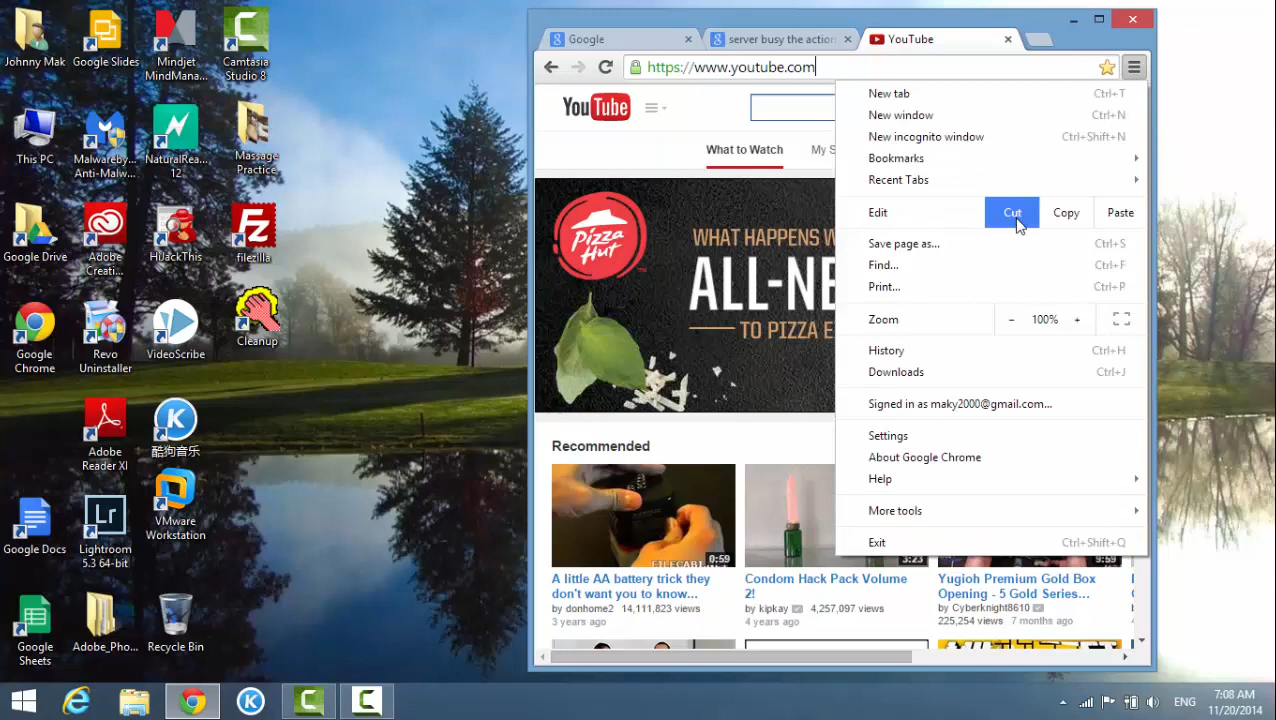 Johnny Mak
Google Slides
Mindjet
MindMana...
Camtasia
Studio 8
This PC
Malwareby...
Anti-Malw...
NaturalRea...
12
Massage
Practice
Google Drive
Adobe
Creati...
HiJackThis
filezilla
Google
Chrome
Revo
Uninstaller
VideoScribe
Cleanup
Adobe
Reader XI
酷狗音乐
Google Docs
Lightroom
5.3 64-bit
VMware
Workstation
Google
Sheets
Adobe_Pho...
Recycle Bin
Google
server busy the action
YouTube
https://www.youtube.com
YouTube
What to Watch
My S
Pizza
Hut
WHAT HAPPENS W
ALL-NE
TO PIZZA E
Recommended
0:59
3:23
9:59
A little AA battery trick they
don't want you to know...
by donhome2 14,111,823 views
3 years ago
Condom Hack Pack Volume
2!
by kipkay 4,257,097 views
4 years ago
Yugioh Premium Gold Box
Opening - 5 Gold Series...
by Cyberknight8610
225,254 views 7 months ago
New tab Ctrl+T
New window Ctrl+N
New incognito window Ctrl+Shift+N
Bookmarks
Recent Tabs
Edit Cut Copy Paste
Save page as... Ctrl+S
Find... Ctrl+F
Print... Ctrl+P
Zoom − 100% +
History Ctrl+H
Downloads Ctrl+J
Signed in as maky2000@gmail.com...
Settings
About Google Chrome
Help
More tools
Exit Ctrl+Shift+Q
ENG
7:08 AM
11/20/2014